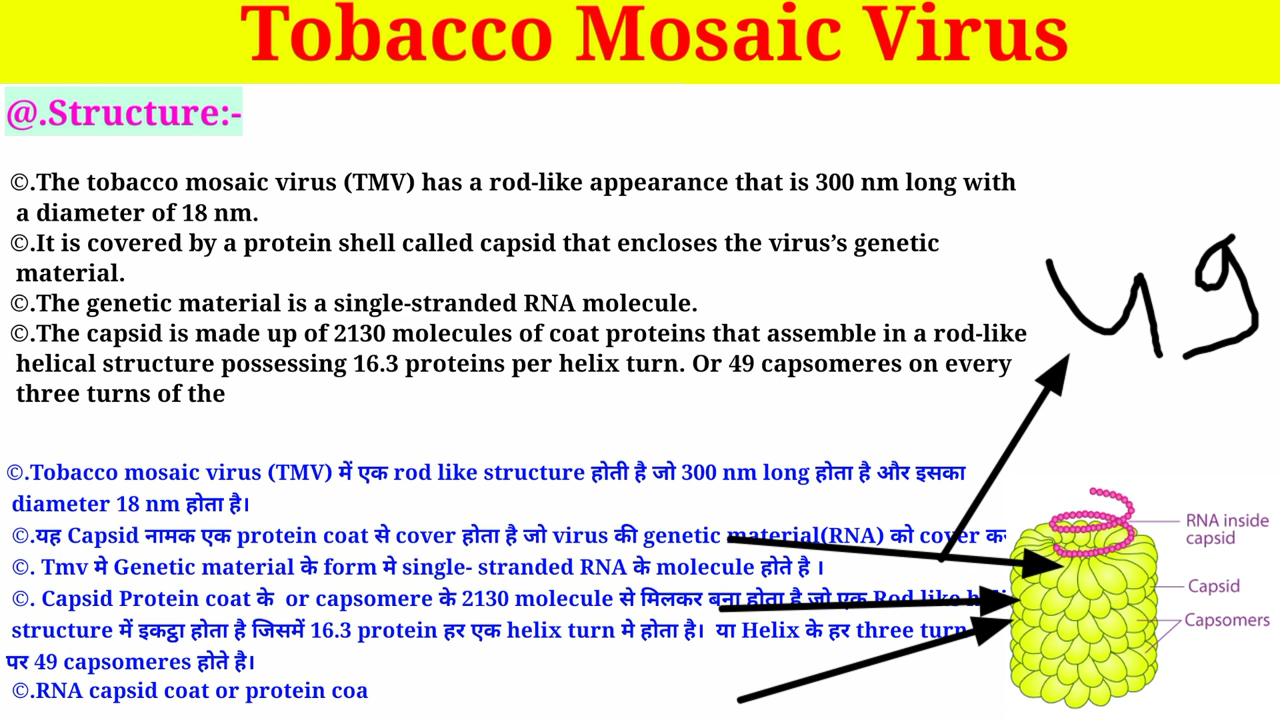 Tobacco Mosaic Virus
@.Structure:-
©.The tobacco mosaic virus (TMV) has a rod-like appearance that is 300 nm long with
a diameter of 18 nm.
©.It is covered by a protein shell called capsid that encloses the virus’s genetic
material.
©.The genetic material is a single-stranded RNA molecule.
©.The capsid is made up of 2130 molecules of coat proteins that assemble in a rod-like
helical structure possessing 16.3 proteins per helix turn. Or 49 capsomeres on every
three turns of the
49
©.Tobacco mosaic virus (TMV) में एक rod like structure होती है जो 300 nm long होता है और इसका
diameter 18 nm होता है।
©.यह Capsid नामक एक protein coat से cover होता है जो virus की genetic material(RNA) को cover
©. Tmv मे Genetic material के form मे single- stranded RNA के molecule होते है ।
©. Capsid Protein coat के or capsomere के 2130 molecule से मिलकर बना होता है जो एक Rod like
structure में इकट्ठा होता है जिसमें 16.3 protein हर एक helix turn मे होता है। या Helix के हर three turn
पर 49 capsomeres होते है।
©.RNA capsid coat or protein coa
RNA inside
capsid
Capsid
Capsomers